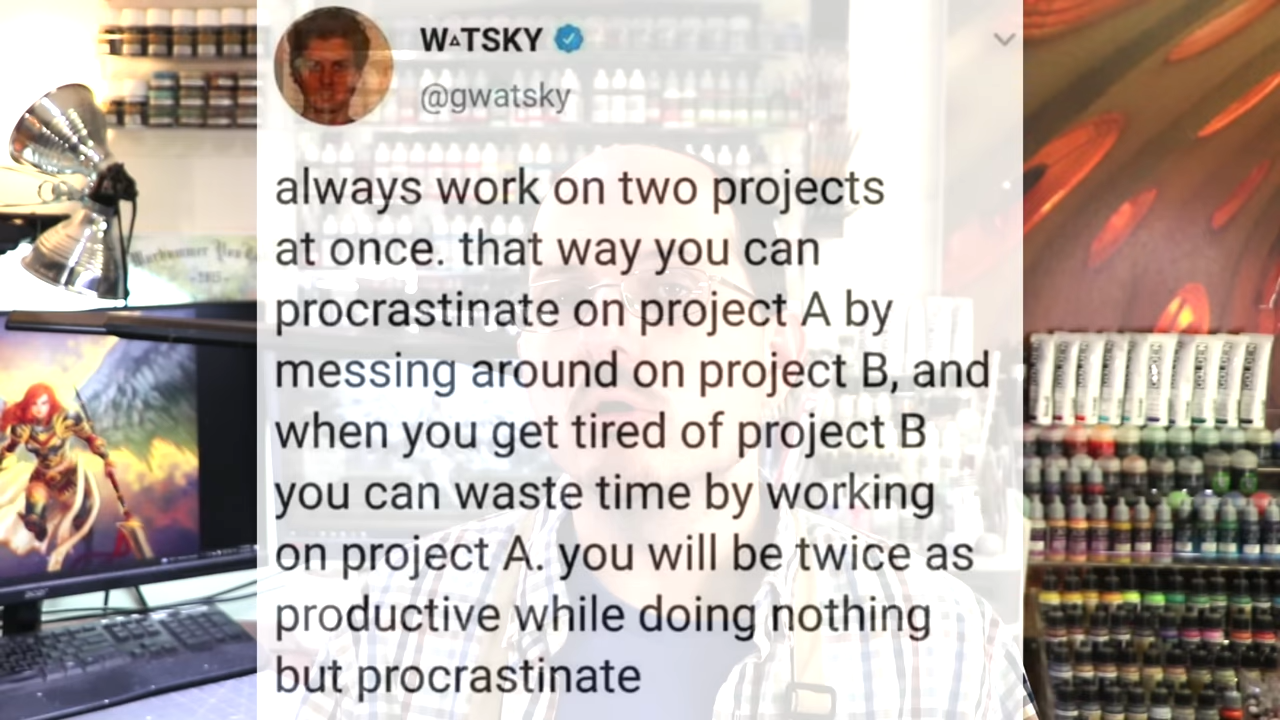 W▵TSKY
@gwatsky
always work on two projects
at once. that way you can
procrastinate on project A by
messing around on project B, and
when you get tired of project B
you can waste time by working
on project A. you will be twice as
productive while doing nothing
but procrastinate